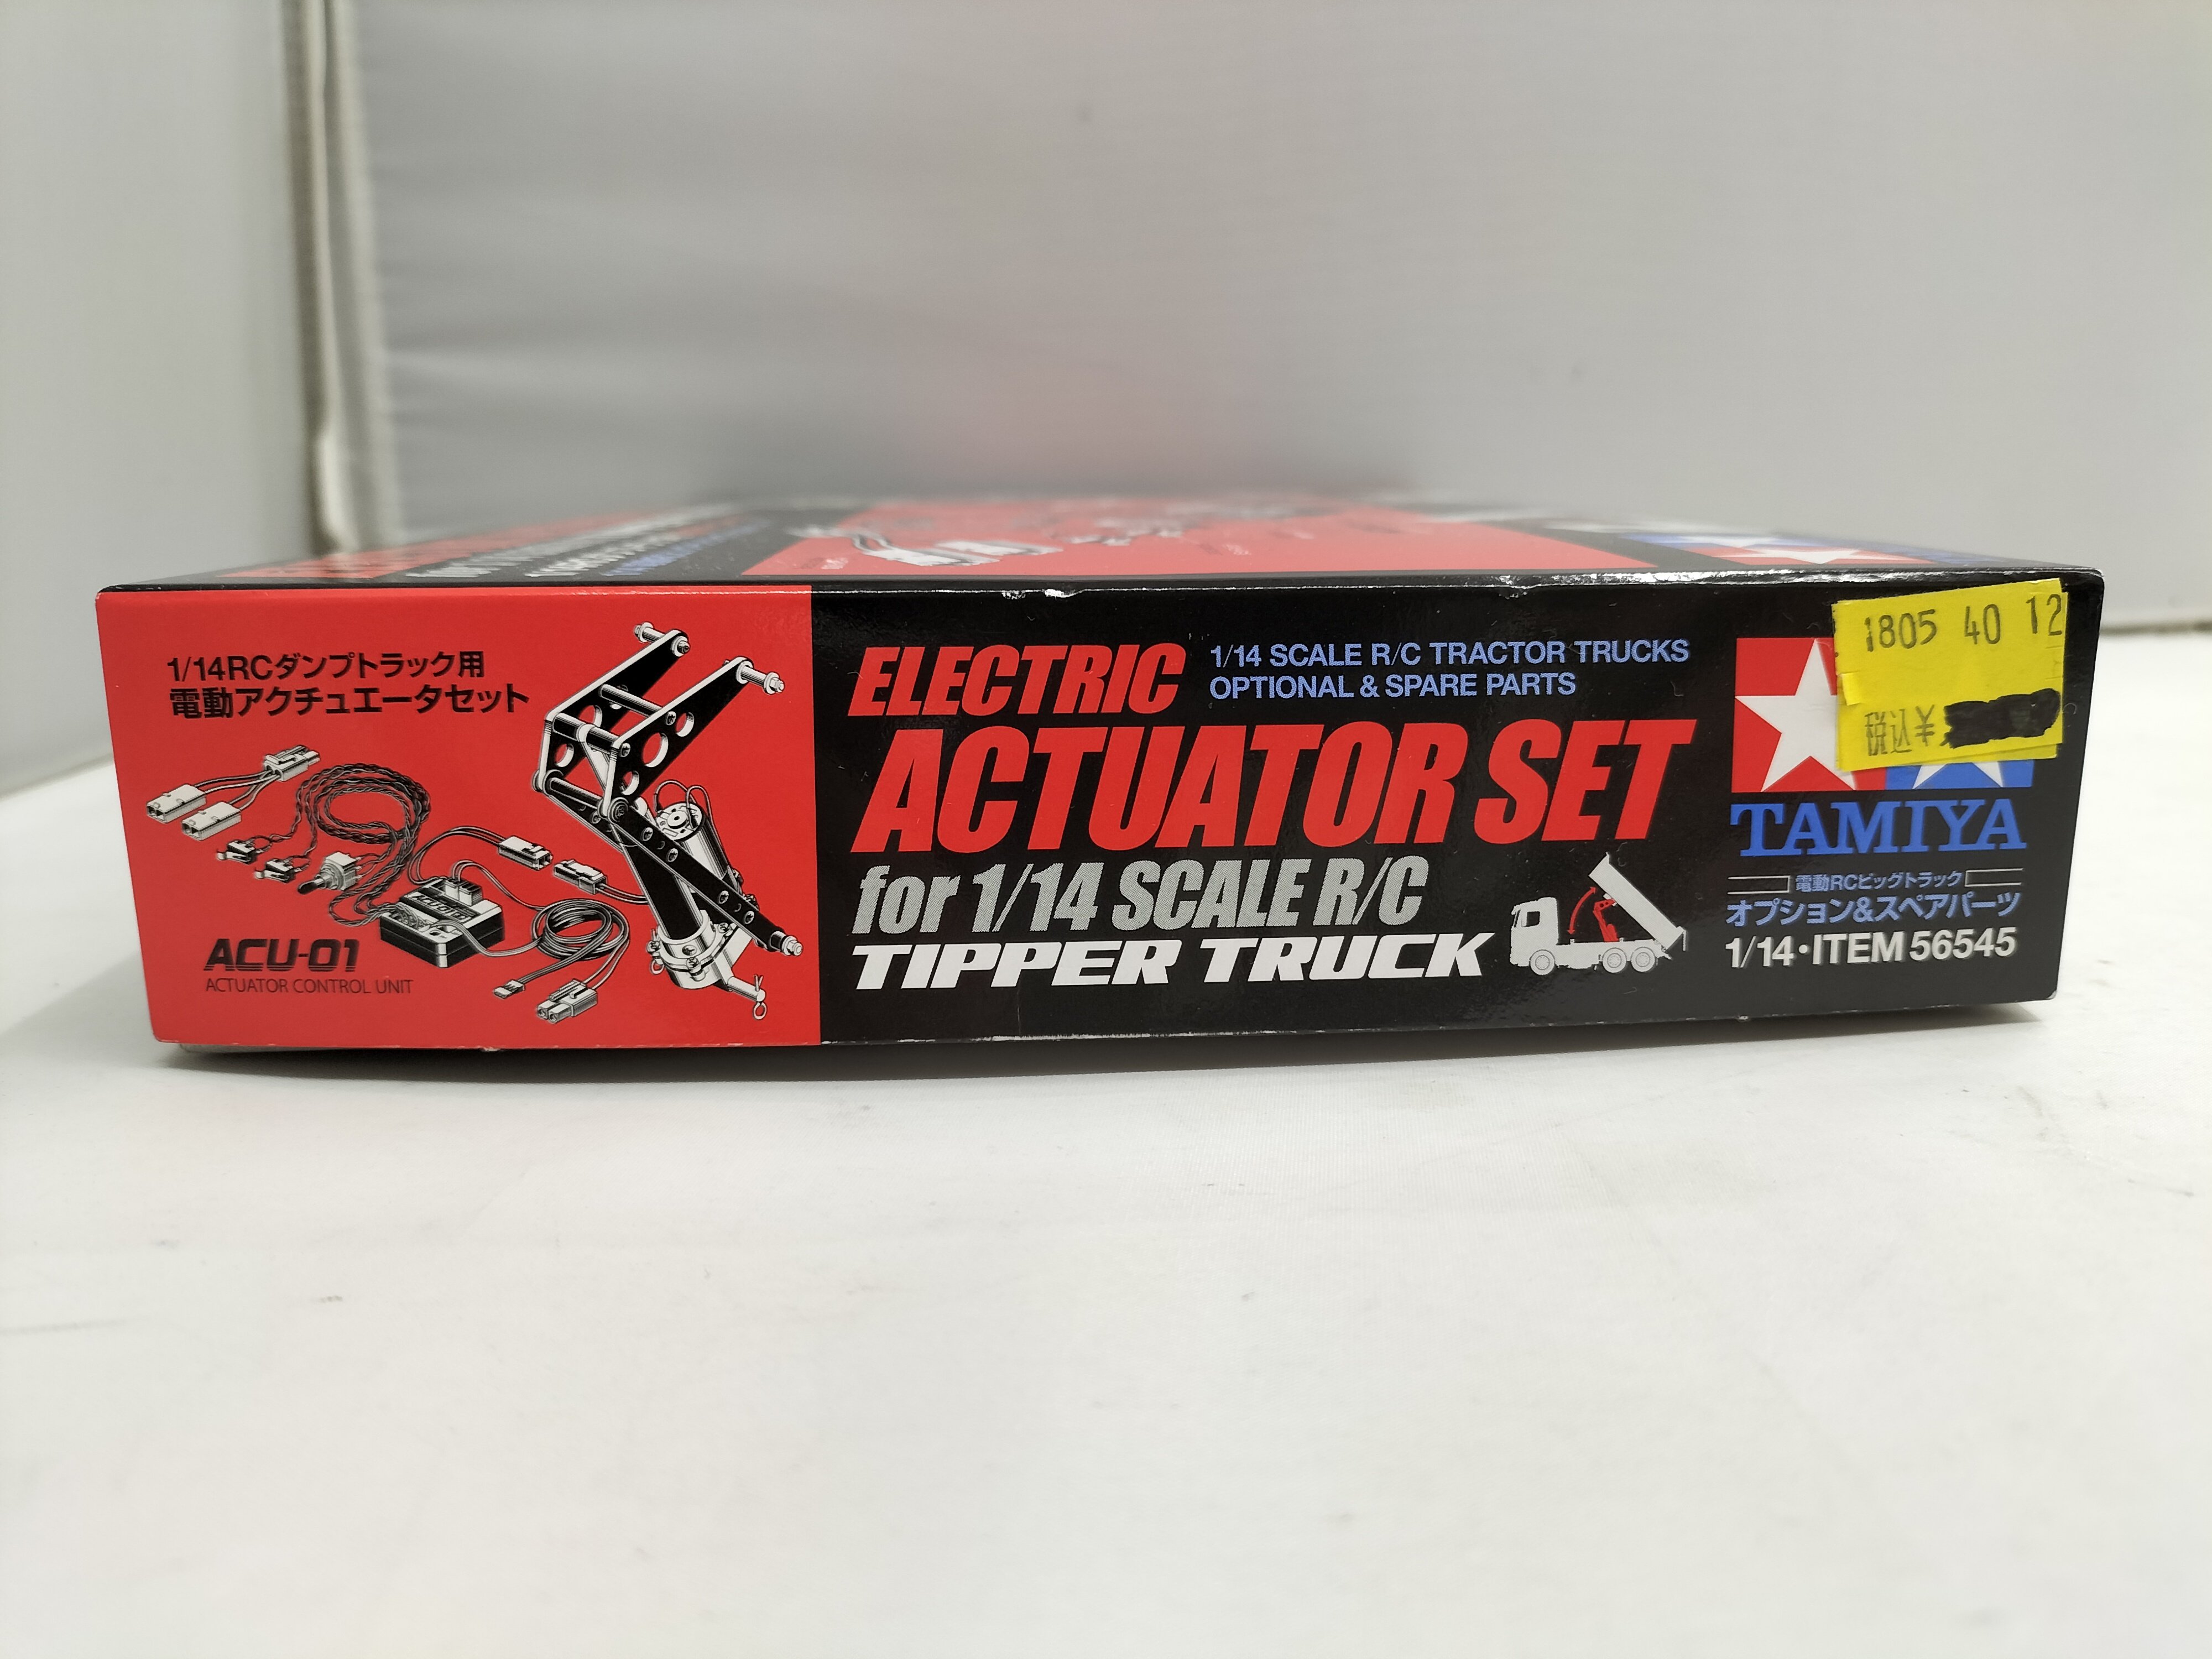 1/14RCダンプトラック用
電動アクチュエータセット
ACU-01
ACTUATOR CONTROL UNIT
ELECTRIC
1/14 SCALE R/C TRACTOR TRUCKS
OPTIONAL & SPARE PARTS
ACTUATOR SET
for 1/14 SCALE R/C
TIPPER TRUCK
1805 40 12
税込¥
TAMIYA
電動RCビッグトラック
オプション&スペアパーツ
1/14・ITEM 56545